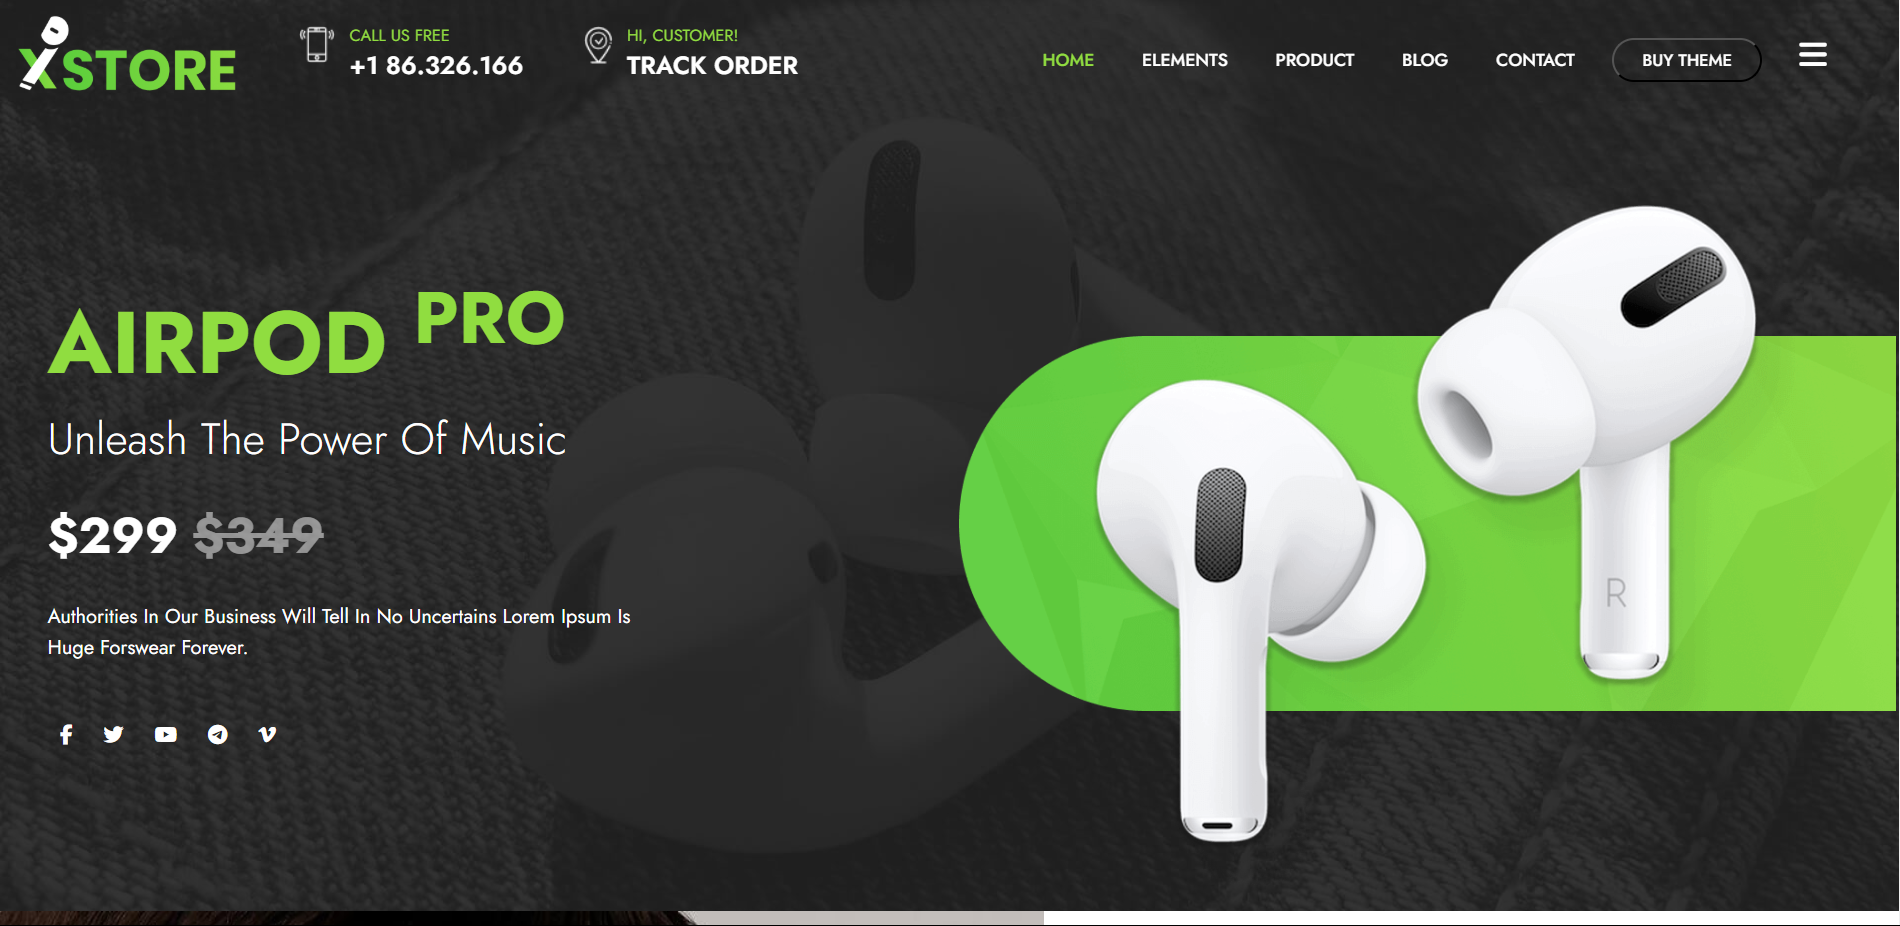 XSTORE
CALL US FREE
+1 86.326.166
HI, CUSTOMER!
TRACK ORDER
HOME
ELEMENTS
PRODUCT
BLOG
CONTACT
BUY THEME
AIRPOD PRO
Unleash The Power Of Music
$299 $349
Authorities In Our Business Will Tell In No Uncertains Lorem Ipsum Is
Huge Forswear Forever.
R